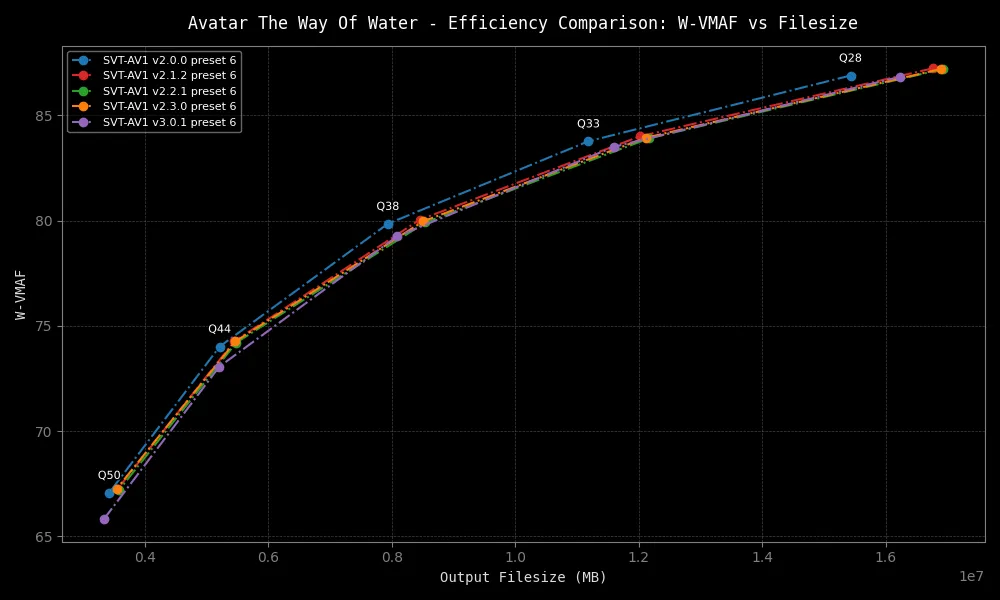 Avatar The Way Of Water - Efficiency Comparison: W-VMAF vs Filesize
SVT-AV1 v2.0.0 preset 6
SVT-AV1 v2.1.2 preset 6
SVT-AV1 v2.2.1 preset 6
SVT-AV1 v2.3.0 preset 6
SVT-AV1 v3.0.1 preset 6
Q28
Q33
Q38
Q44
Q50
85
80
75
70
65
W-VMAF
0.4 0.6 0.8 1.0 1.2 1.4 1.6
1e7
Output Filesize (MB)